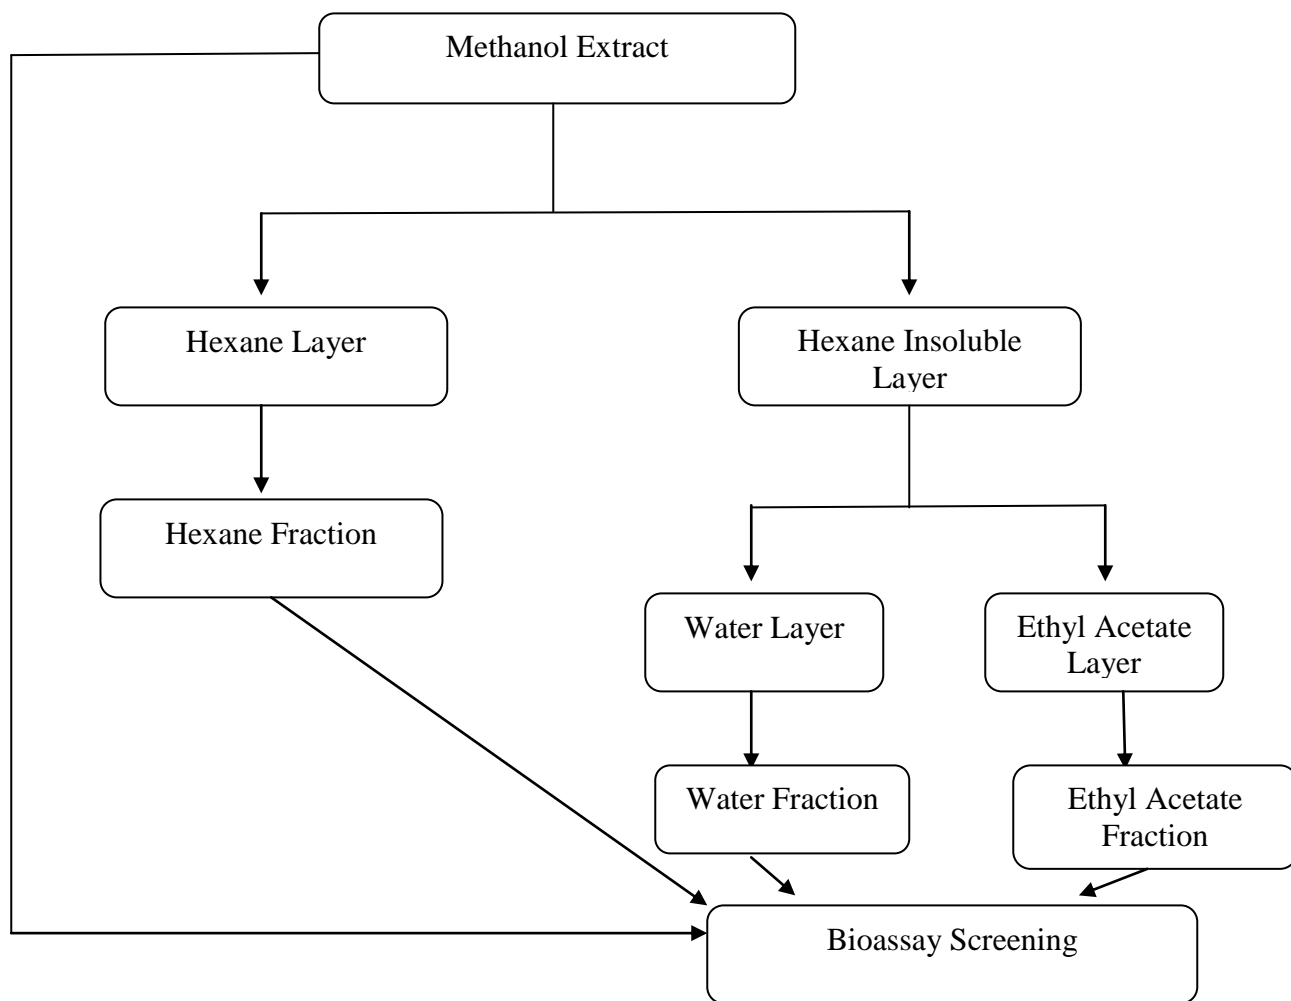 Methanol Extract
Hexane Layer
Hexane Insoluble
Layer
Hexane Fraction
Water Layer
Ethyl Acetate
Layer
Water Fraction
Ethyl Acetate
Fraction
Bioassay Screening